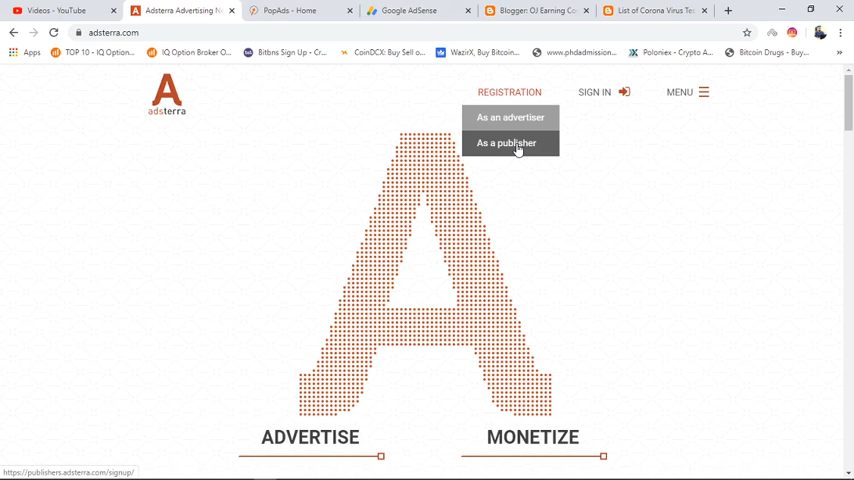 Videos - YouTube
Adsterra Advertising N
PopAds - Home
Google AdSense
Blogger: OJ Earning Co
List of Corona Virus Te
adsterra.com
Apps
TOP 10 - IQ Option...
IQ Option Broker O...
Bitbns Sign Up - Cr...
CoinDCX: Buy Sell o...
WazirX, Buy Bitcoin...
www.phdadmission...
Poloniex - Crypto A...
Bitcoin Drugs - Buy...
»
A
adsterra
REGISTRATION
SIGN IN
MENU
As an advertiser
As a publisher
A
ADVERTISE
MONETIZE
https://publishers.adsterra.com/signup/